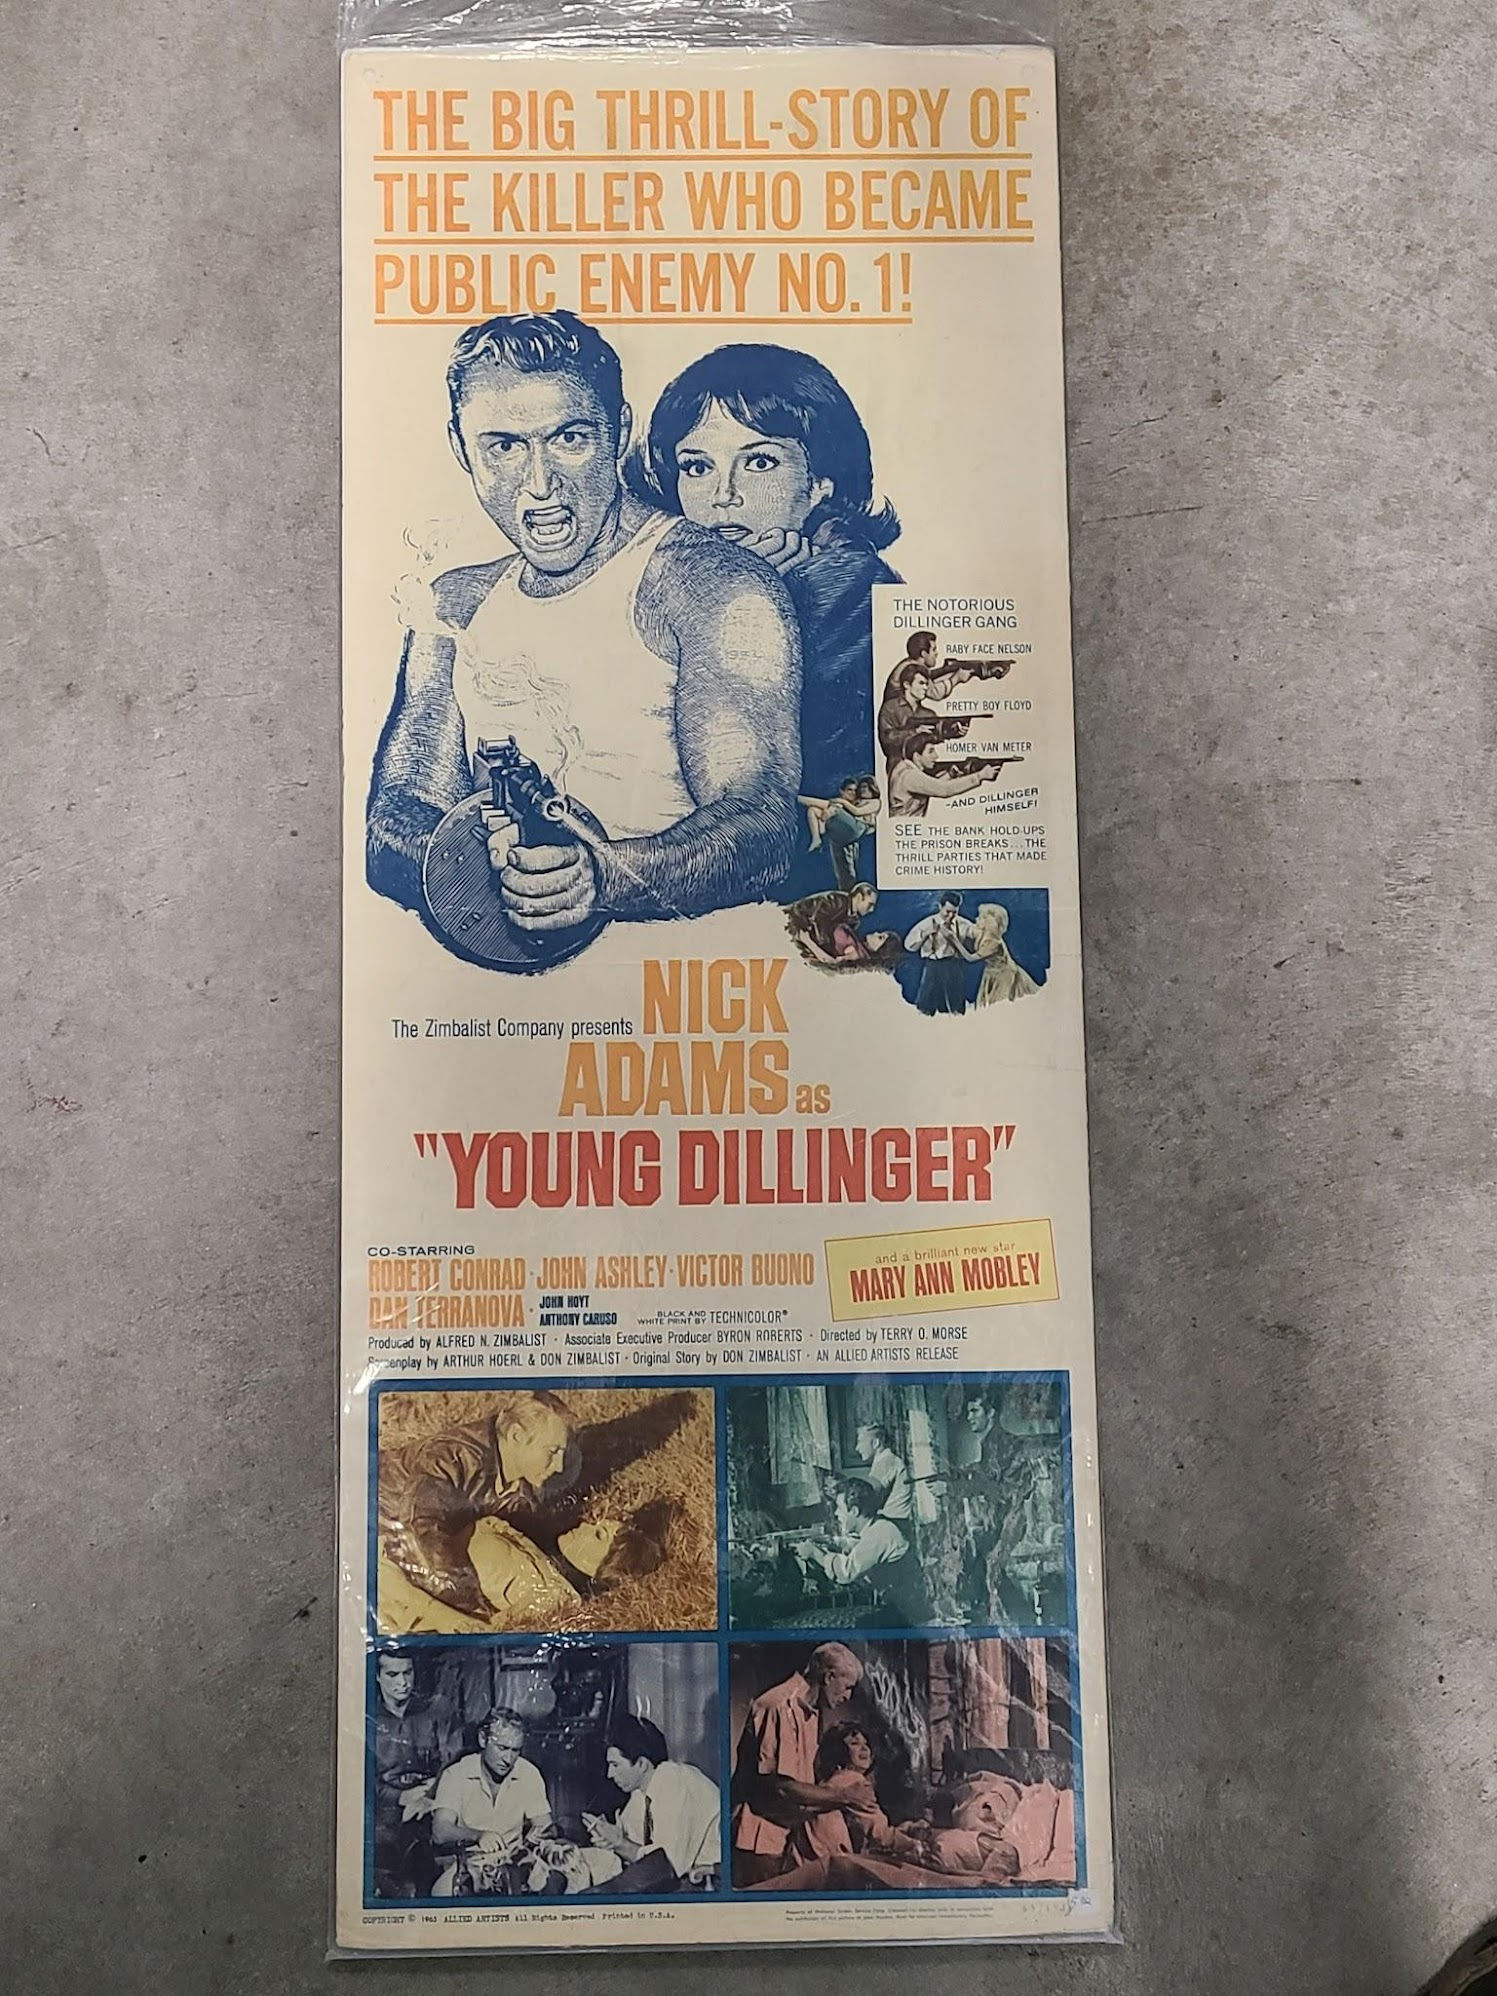 THE BIG THRILL-STORY OF
THE KILLER WHO BECAME
PUBLIC ENEMY NO. 1!
THE NOTORIOUS
DILLINGER GANG
BABY FACE NELSON
PRETTY BOY FLOYD
HOMER VAN METER
-AND DILLINGER
HIMSELF!
SEE THE BANK HOLD-UPS
THE PRISON BREAKS...THE
THRILL PARTIES THAT MADE
CRIME HISTORY!
The Zimbalist Company presents NICK
ADAMS as
"YOUNG DILLINGER"
CO-STARRING
ROBERT CONRAD · JOHN ASHLEY · VICTOR BUONO
and a brilliant new star
MARY ANN MOBLEY
DAN TERRANOVA · JOHN HOYT
ANTHONY CARUSO
BLACK AND
WHITE PRINT BY TECHNICOLOR®
Produced by ALFRED N. ZIMBALIST · Associate Executive Producer BYRON ROBERTS · Directed by TERRY O. MORSE
Screenplay by ARTHUR HOERL & DON ZIMBALIST · Original Story by DON ZIMBALIST · AN ALLIED ARTISTS RELEASE
COPYRIGHT © 1965 ALLIED ARTISTS All Rights Reserved Printed in U.S.A.